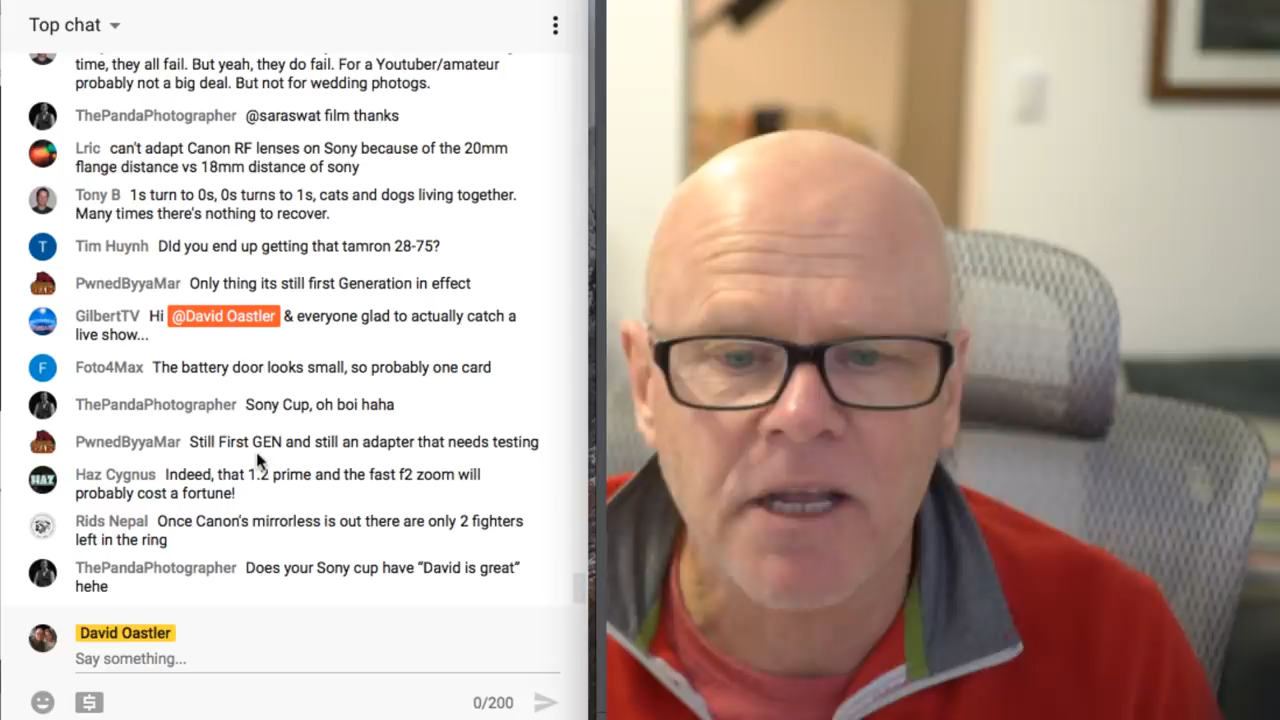 Top chat
time, they all fail. But yeah, they do fail. For a Youtuber/amateur
probably not a big deal. But not for wedding photogs.
ThePandaPhotographer @saraswat film thanks
Lric can't adapt Canon RF lenses on Sony because of the 20mm
flange distance vs 18mm distance of sony
Tony B 1s turn to 0s, 0s turns to 1s, cats and dogs living together.
Many times there's nothing to recover.
Tim Huynh DId you end up getting that tamron 28-75?
PwnedByyaMar Only thing its still first Generation in effect
GilbertTV Hi @David Oastler & everyone glad to actually catch a
live show...
Foto4Max The battery door looks small, so probably one card
ThePandaPhotographer Sony Cup, oh boi haha
PwnedByyaMar Still First GEN and still an adapter that needs testing
Haz Cygnus Indeed, that 1.2 prime and the fast f2 zoom will
probably cost a fortune!
Rids Nepal Once Canon's mirrorless is out there are only 2 fighters
left in the ring
ThePandaPhotographer Does your Sony cup have “David is great”
hehe
David Oastler
Say something...
0/200
T
F
HAZ